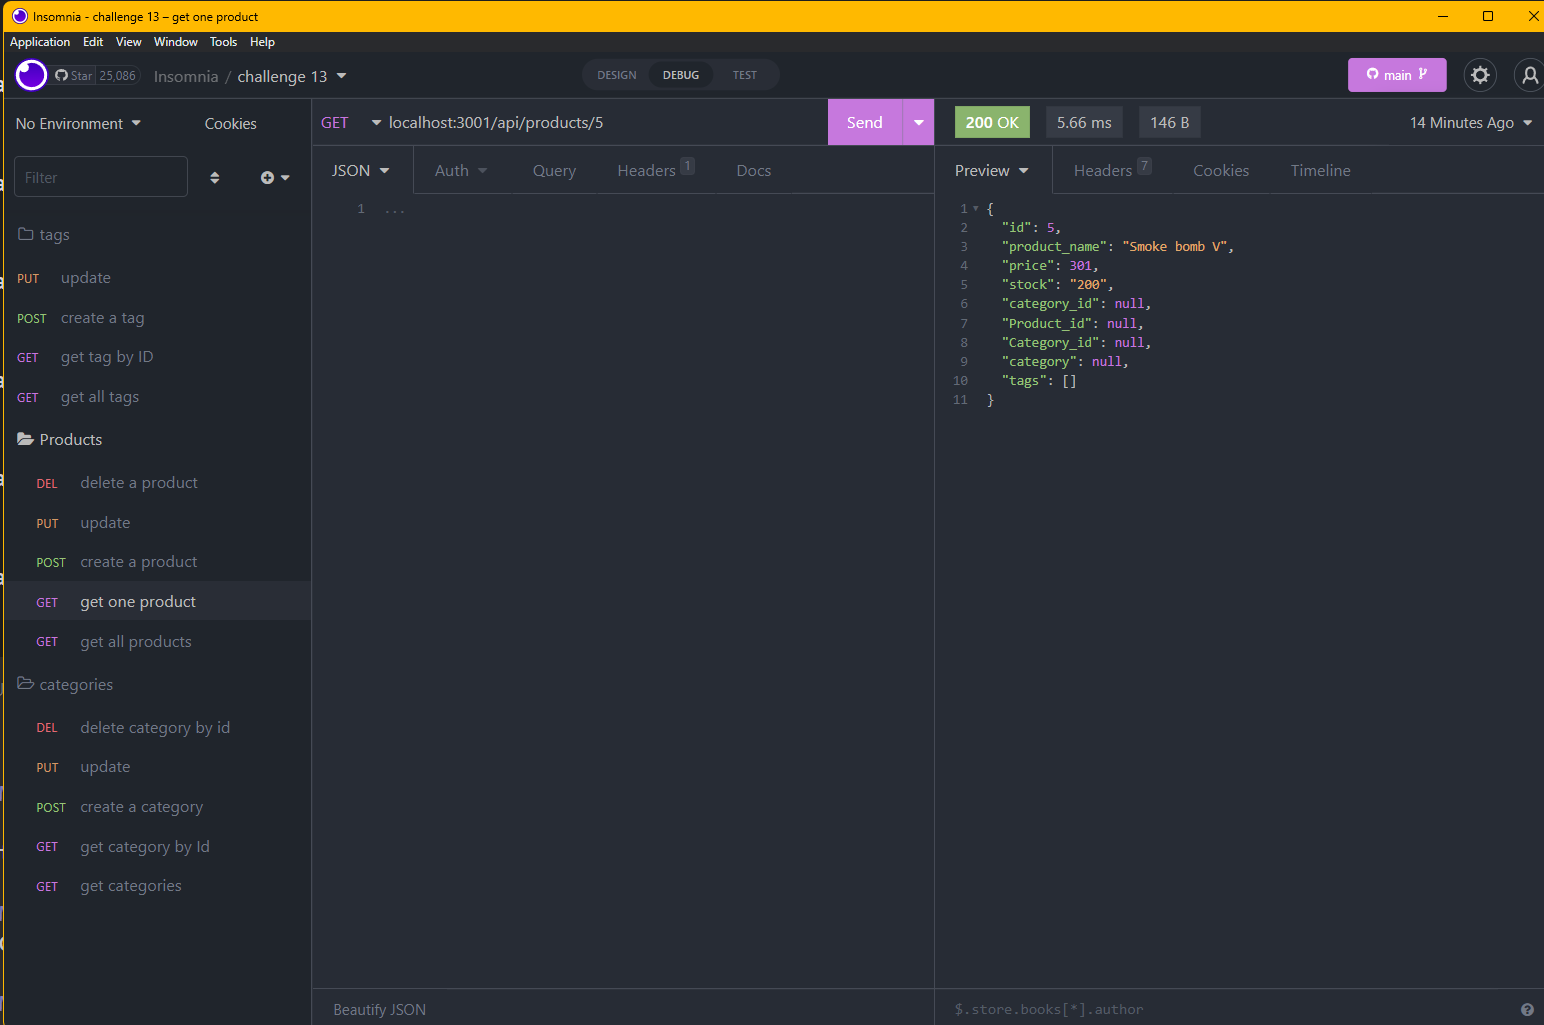 Insomnia - challenge 13 – get one product
Application Edit View Window Tools Help
Star 25,086 Insomnia / challenge 13 DESIGN DEBUG TEST main
No Environment Cookies
Filter
tags
PUT update
POST create a tag
GET get tag by ID
GET get all tags
Products
DEL delete a product
PUT update
POST create a product
GET get one product
GET get all products
categories
DEL delete category by id
PUT update
POST create a category
GET get category by Id
GET get categories
GET localhost:3001/api/products/5 Send
JSON Auth Query Headers 1 Docs
1 ...
Beautify JSON
200 OK 5.66 ms 146 B 14 Minutes Ago
Preview Headers 7 Cookies Timeline
1 {
2 "id": 5,
3 "product_name": "Smoke bomb V",
4 "price": 301,
5 "stock": "200",
6 "category_id": null,
7 "Product_id": null,
8 "Category_id": null,
9 "category": null,
10 "tags": []
11 }
$.store.books[*].author